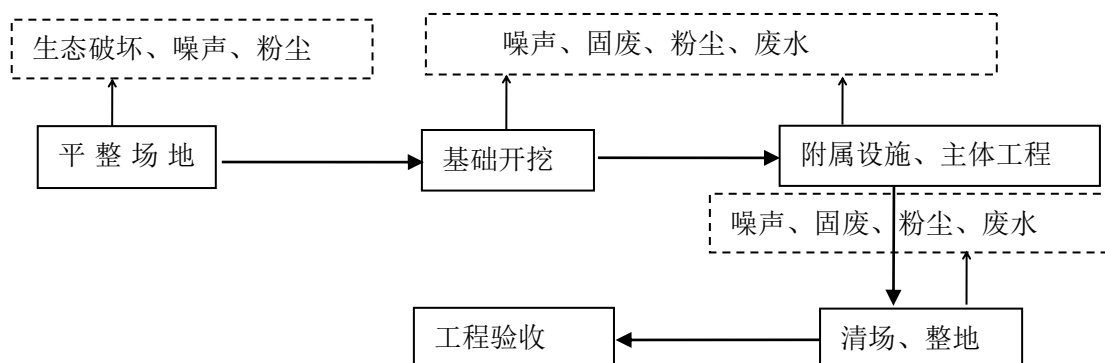 生态破坏、噪声、粉尘
噪声、固废、粉尘、废水
平 整 场 地
基础开挖
附属设施、主体工程
噪声、固废、粉尘、废水
工程验收
清场、整地